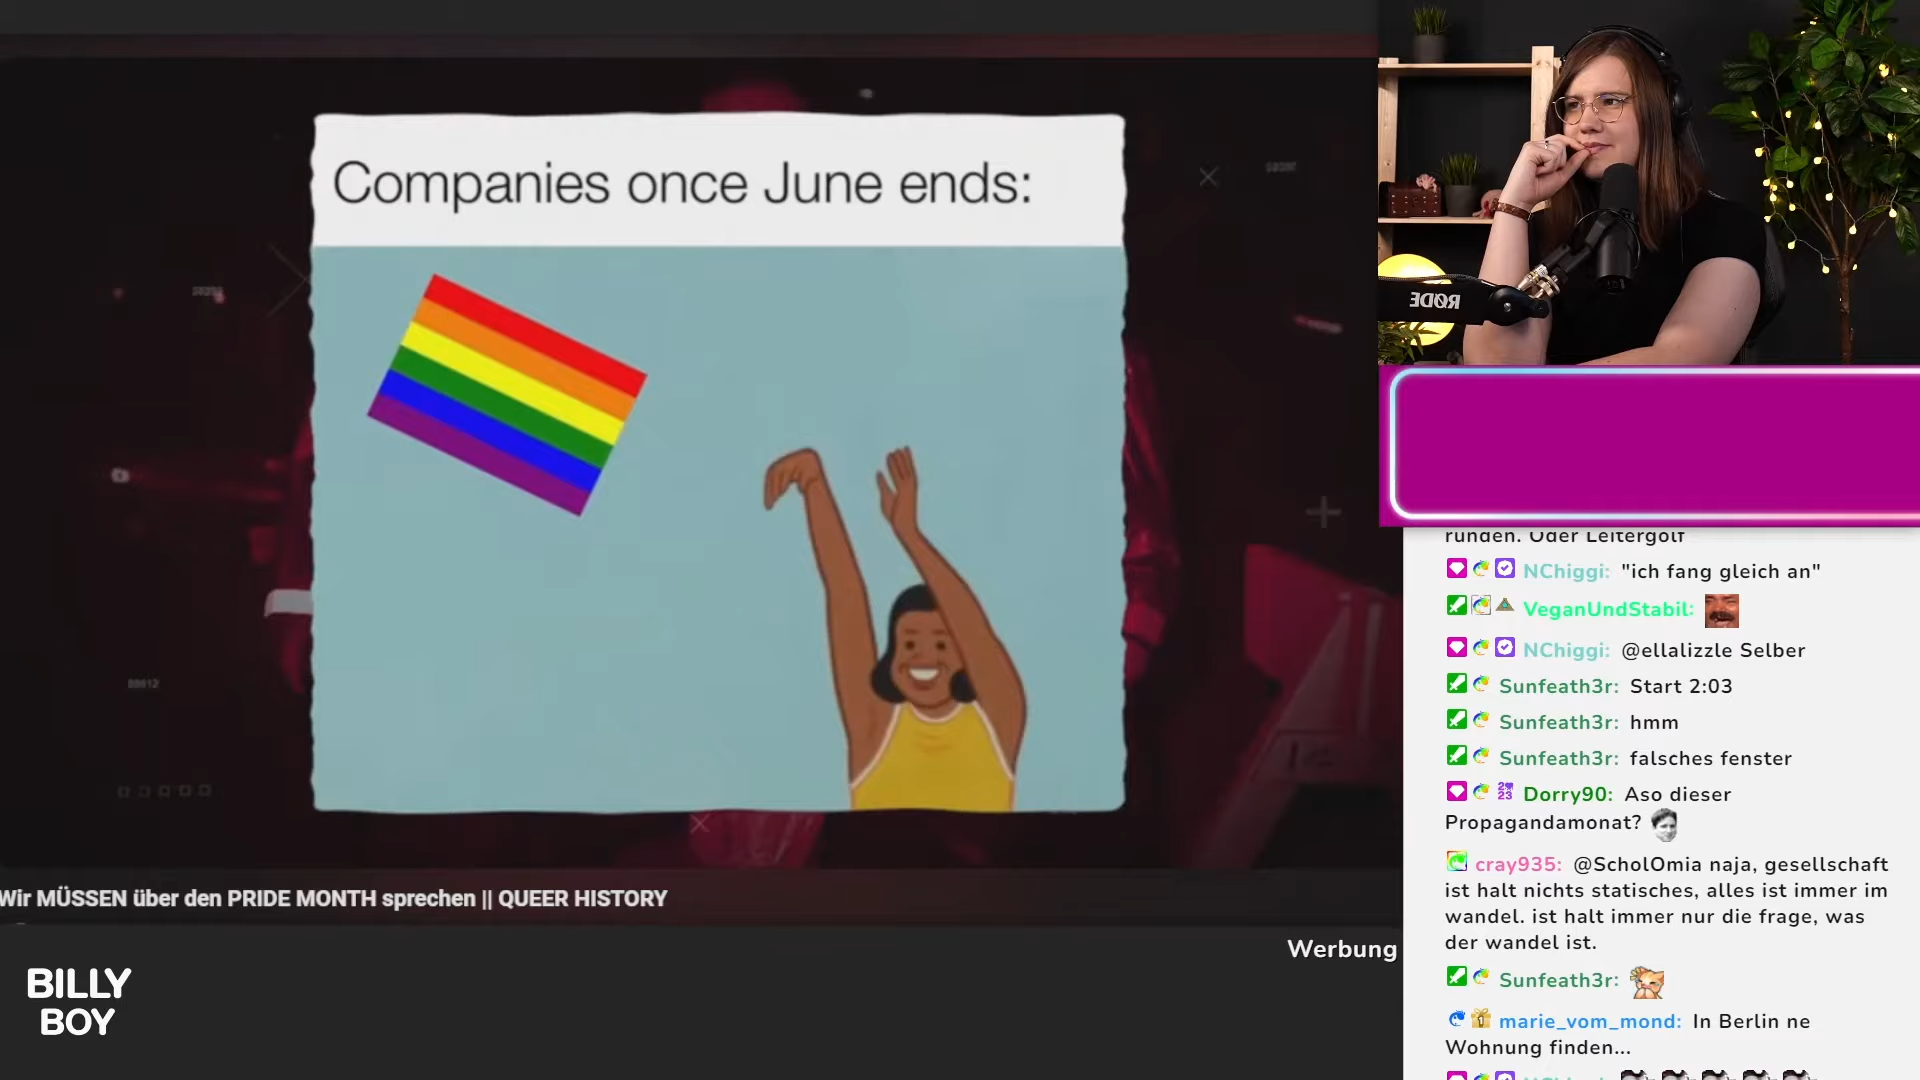 Companies once June ends:
RØDE
runden. Oder Leitergolf
NChiggi: "ich fang gleich an"
VeganUndStabil:
NChiggi: @ellalizzle Selber
Sunfeath3r: Start 2:03
Sunfeath3r: hmm
Sunfeath3r: falsches fenster
Dorry90: Aso dieser
Propagandamonat?
cray935: @ScholOmia naja, gesellschaft
ist halt nichts statisches, alles ist immer im
wandel. ist halt immer nur die frage, was
der wandel ist.
Sunfeath3r:
marie_vom_mond: In Berlin ne
Wohnung finden...
Wir MÜSSEN über den PRIDE MONTH sprechen || QUEER HISTORY
Werbung
BILLY
BOY